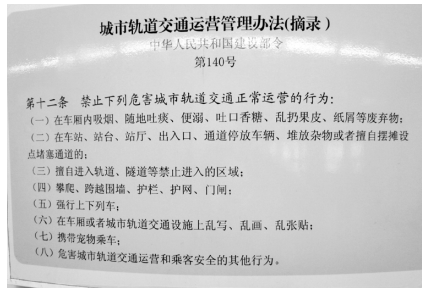 城市轨道交通运营管理办法(摘录)
中华人民共和国建设部令
第140号
第十二条 禁止下列危害城市轨道交通正常运营的行为:
(一)在车厢内吸烟、随地吐痰、便溺、吐口香糖、乱扔果皮、纸屑等废弃物;
(二)在车站、站台、站厅、出入口、通道停放车辆、堆放杂物或者擅自摆摊设
点堵塞通道的;
(三)擅自进入轨道、隧道等禁止进入的区域;
(四)攀爬、跨越围墙、护栏、护网、门闸;
(五)强行上下列车;
(六)在车厢或者城市轨道交通设施上乱写、乱画、乱张贴;
(七)携带宠物乘车;
(八)危害城市轨道交通运营和乘客安全的其他行为。